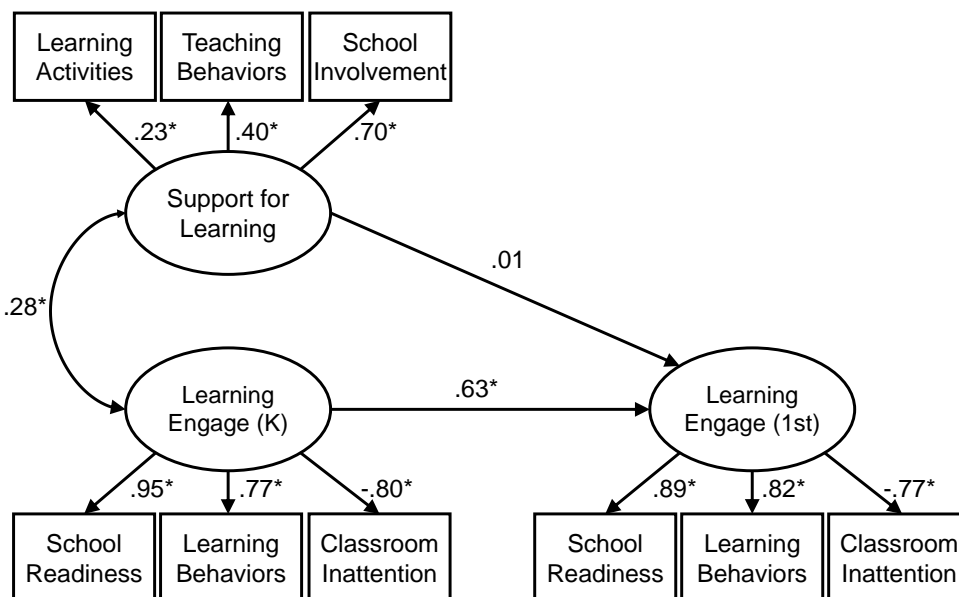 Learning
Activities
Teaching
Behaviors
School
Involvement
.23*
.40*
.70*
Support for
Learning
.01
.28*
Learning
Engage (K)
.63*
Learning
Engage (1st)
.95*
.77*
-.80*
.89*
.82*
-.77*
School
Readiness
Learning
Behaviors
Classroom
Inattention
School
Readiness
Learning
Behaviors
Classroom
Inattention